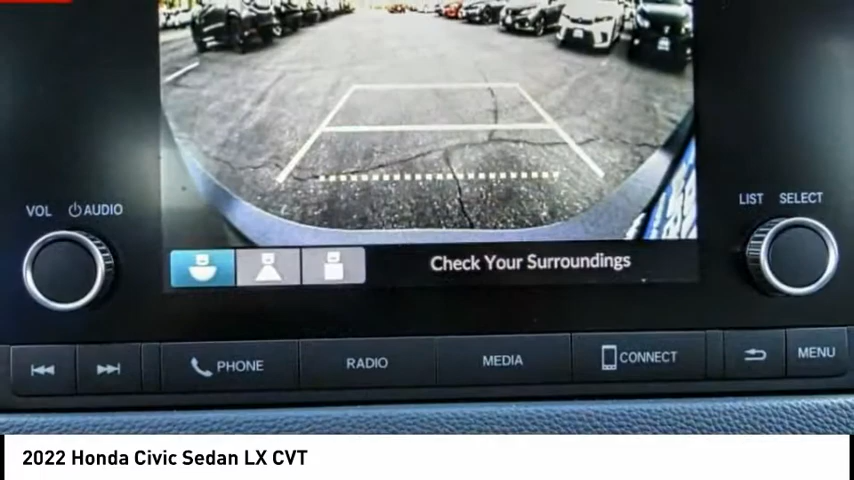 VOL AUDIO
LIST SELECT
Check Your Surroundings
PHONE RADIO MEDIA CONNECT MENU
2022 Honda Civic Sedan LX CVT